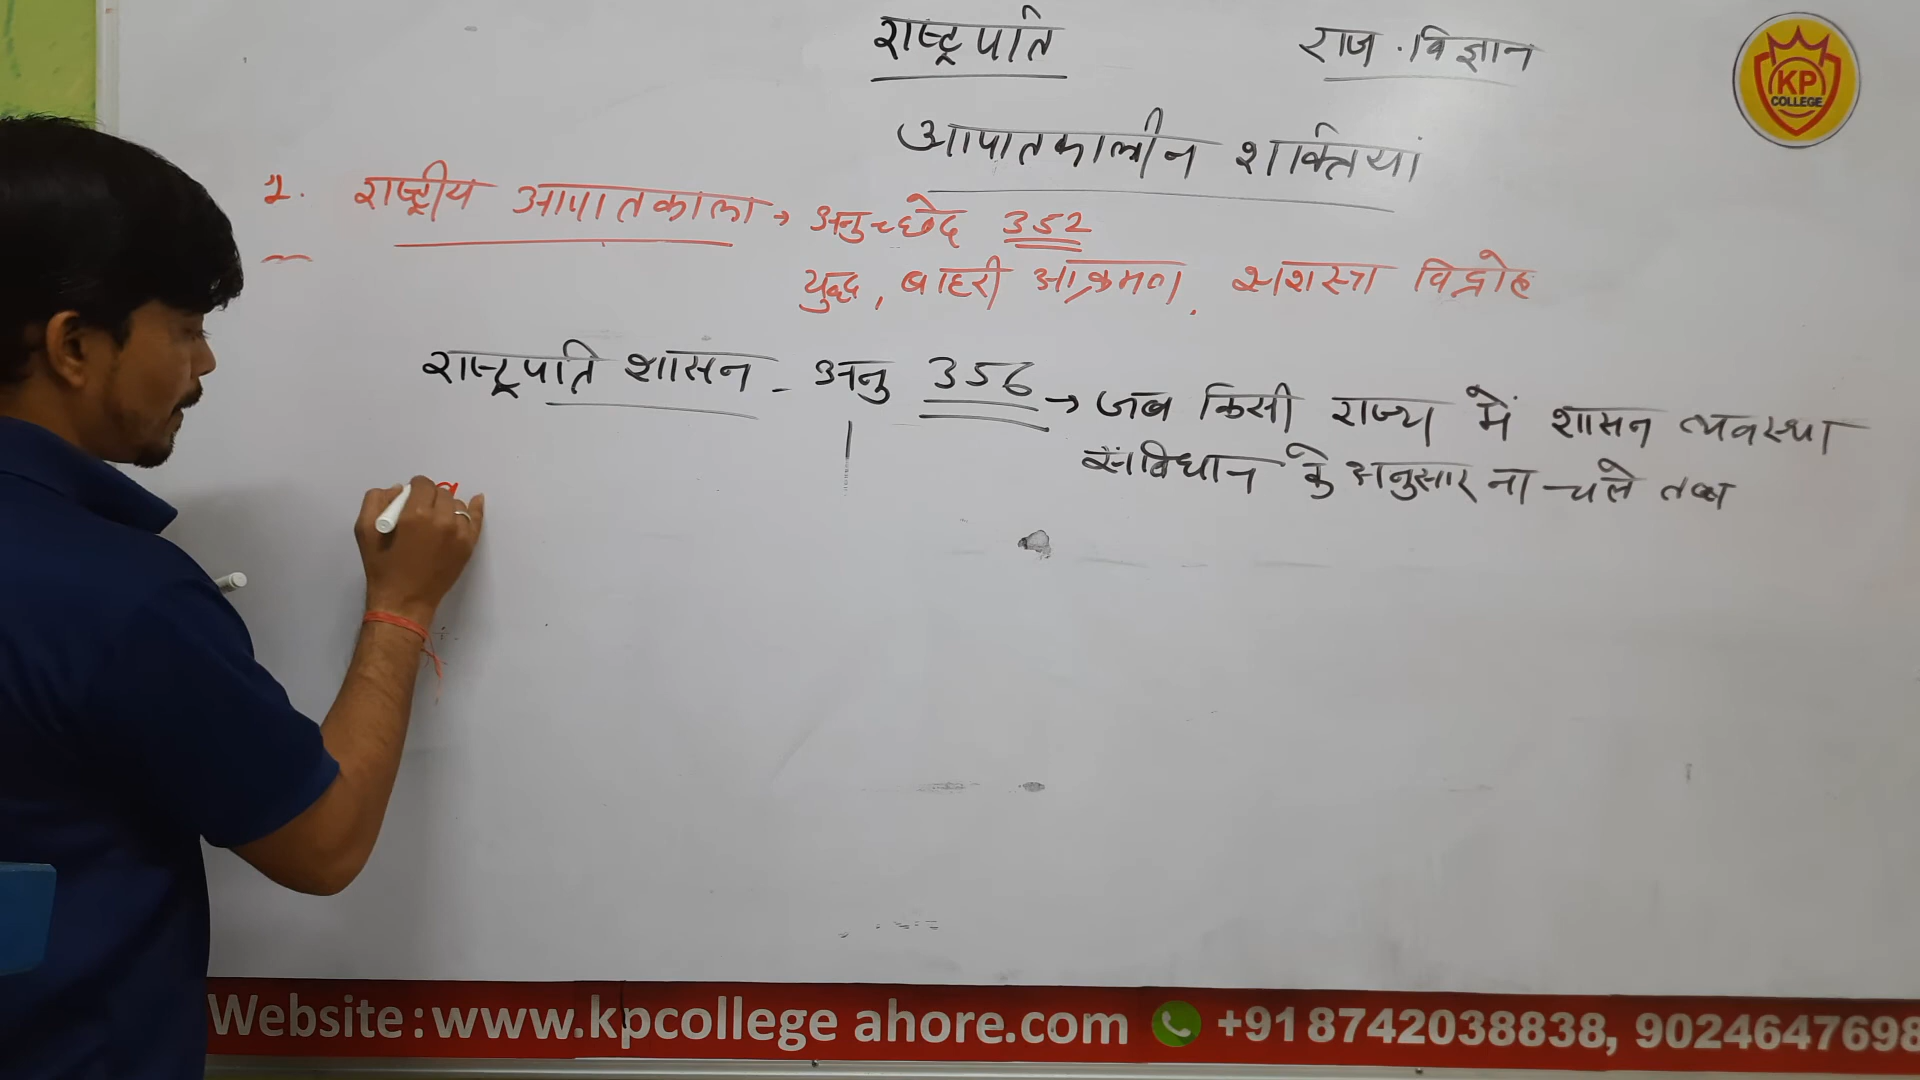 राष्ट्रपति
राज. विज्ञान
KP
COLLEGE
आपातकालीन शक्तियां
1. राष्ट्रीय आपातकाल → अनुच्छेद 352
युद्ध, बाहरी आक्रमण, सशस्त्र विद्रोह
राष्ट्रपति शासन - अनु 356 → जब किसी राज्य में शासन व्यवस्था
संविधान के अनुसार ना चले तब
Website: www.kpcollege ahore.com +91 8742038838, 9024647698